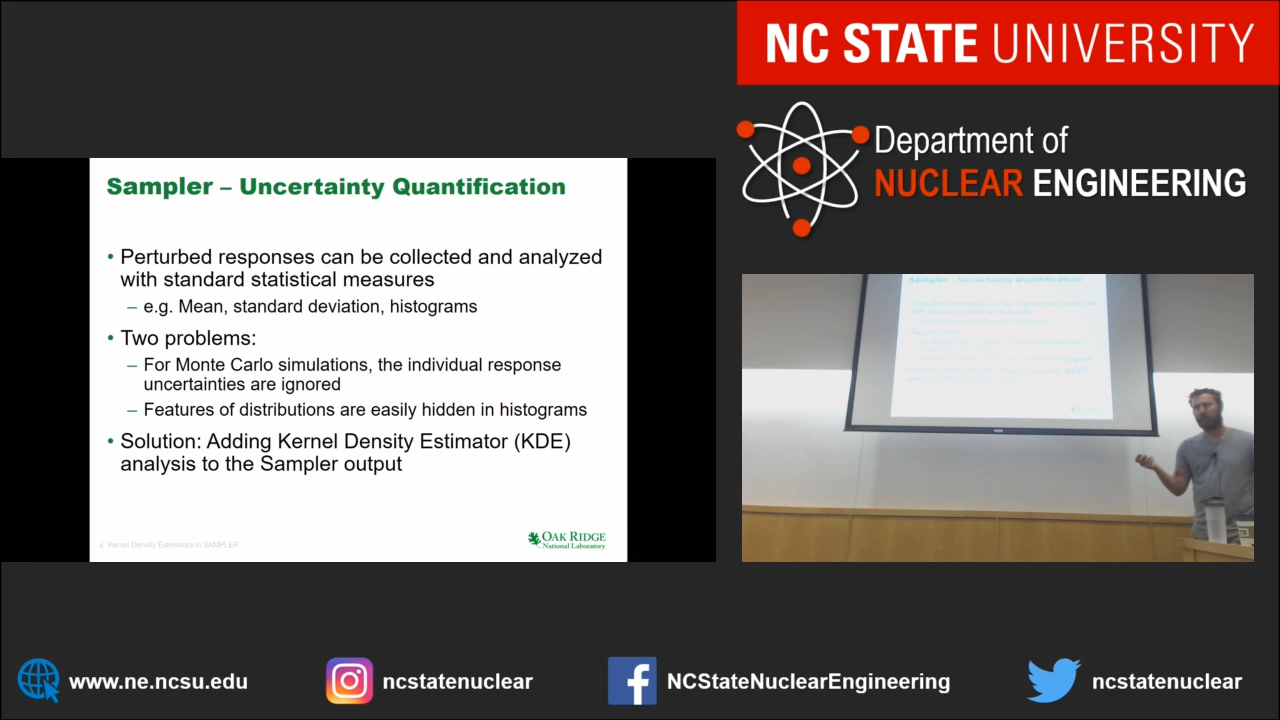 NC STATE UNIVERSITY
Department of
NUCLEAR ENGINEERING
Sampler – Uncertainty Quantification
• Perturbed responses can be collected and analyzed
with standard statistical measures
– e.g. Mean, standard deviation, histograms
• Two problems:
– For Monte Carlo simulations, the individual response
uncertainties are ignored
– Features of distributions are easily hidden in histograms
• Solution: Adding Kernel Density Estimator (KDE)
analysis to the Sampler output
4 Kernel Density Estimators in SAMPLER
OAK RIDGE
National Laboratory
Sampler - Uncertainty Quantification
www.ne.ncsu.edu
ncstatenuclear
NCStateNuclearEngineering
ncstatenuclear